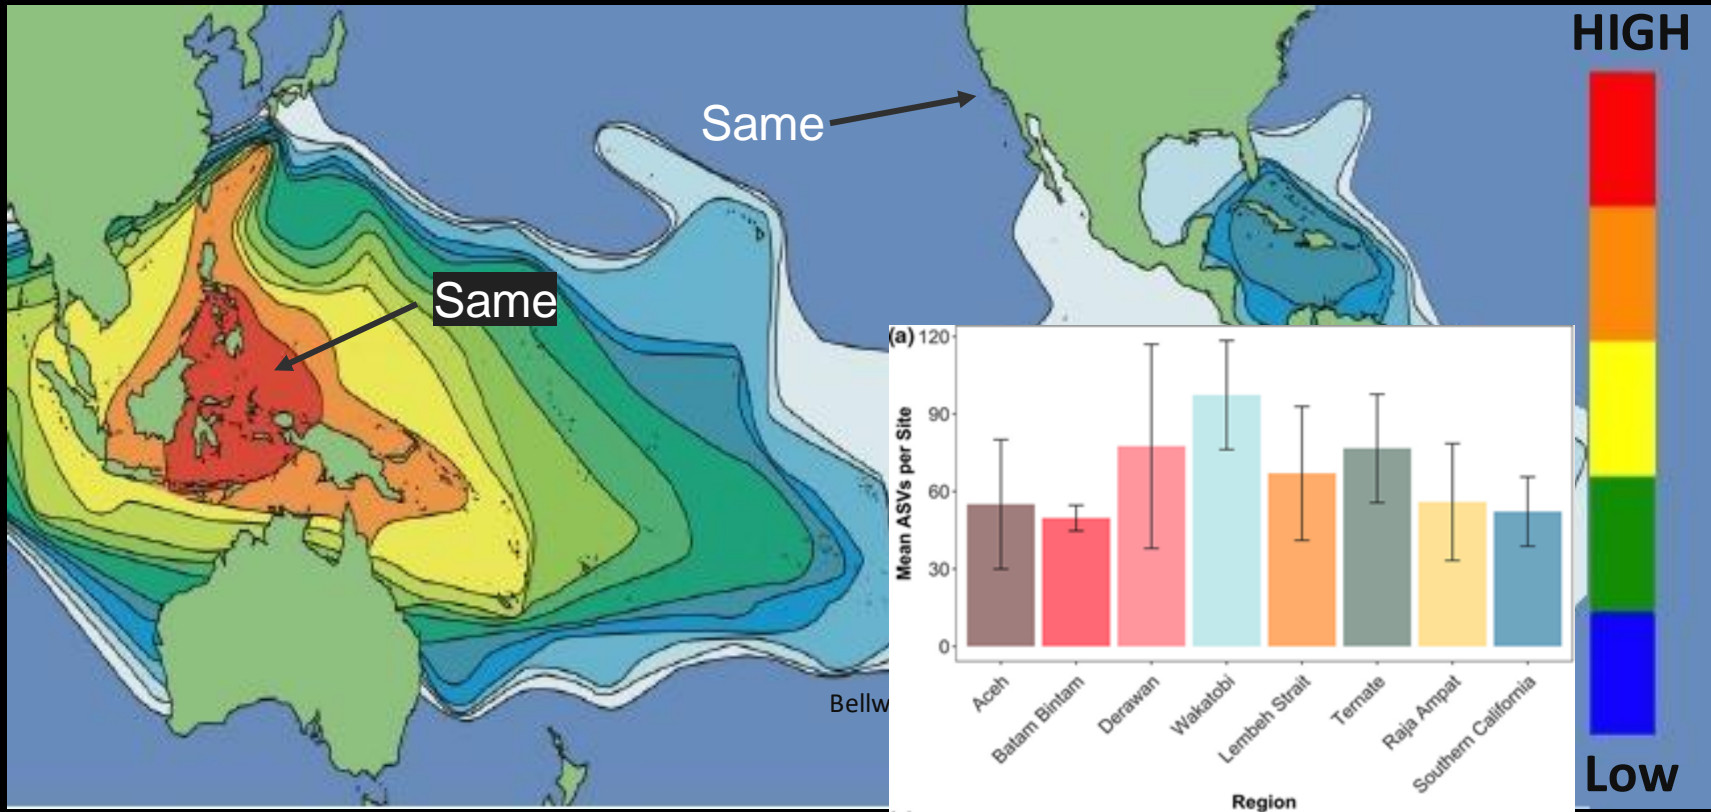 HIGH
Same
Same
Bellw
(a)
120
90
60
30
0
Mean ASVs per Site
Aceh
Batam Bintam
Derawan
Wakatobi
Lembeh Strait
Ternate
Raja Ampat
Southern California
Region
Low